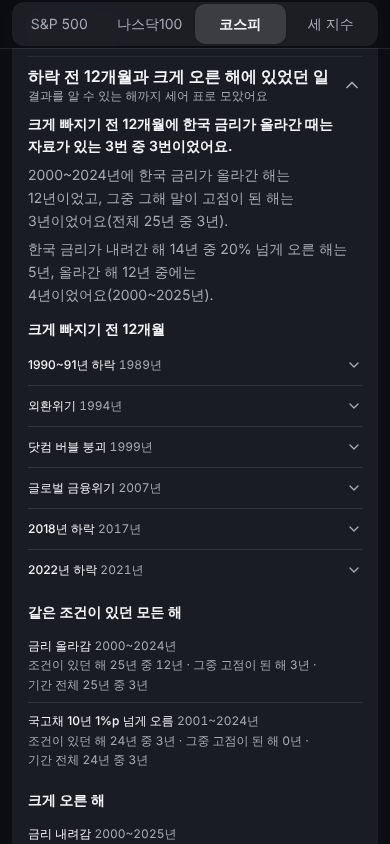 S&P 500 나스닥100 코스피 세 지수
하락 전 12개월과 크게 오른 해에 있었던 일
결과를 알 수 있는 해까지 세어 표로 모았어요
크게 빠지기 전 12개월에 한국 금리가 올라간 때는
자료가 있는 3번 중 3번이었어요.
2000~2024년에 한국 금리가 올라간 해는
12년이었고, 그중 그해 말이 고점이 된 해는
3년이었어요(전체 25년 중 3년).
한국 금리가 내려간 해 14년 중 20% 넘게 오른 해는
5년, 올라간 해 12년 중에는
4년이었어요(2000~2025년).
크게 빠지기 전 12개월
1990~91년 하락 1989년
외환위기 1994년
닷컴 버블 붕괴 1999년
글로벌 금융위기 2007년
2018년 하락 2017년
2022년 하락 2021년
같은 조건이 있던 모든 해
금리 올라감 2000~2024년
조건이 있던 해 25년 중 12년 · 그중 고점이 된 해 3년 ·
기간 전체 25년 중 3년
국고채 10년 1%p 넘게 오름 2001~2024년
조건이 있던 해 24년 중 3년 · 그중 고점이 된 해 0년 ·
기간 전체 24년 중 3년
크게 오른 해
금리 내려감 2000~2025년